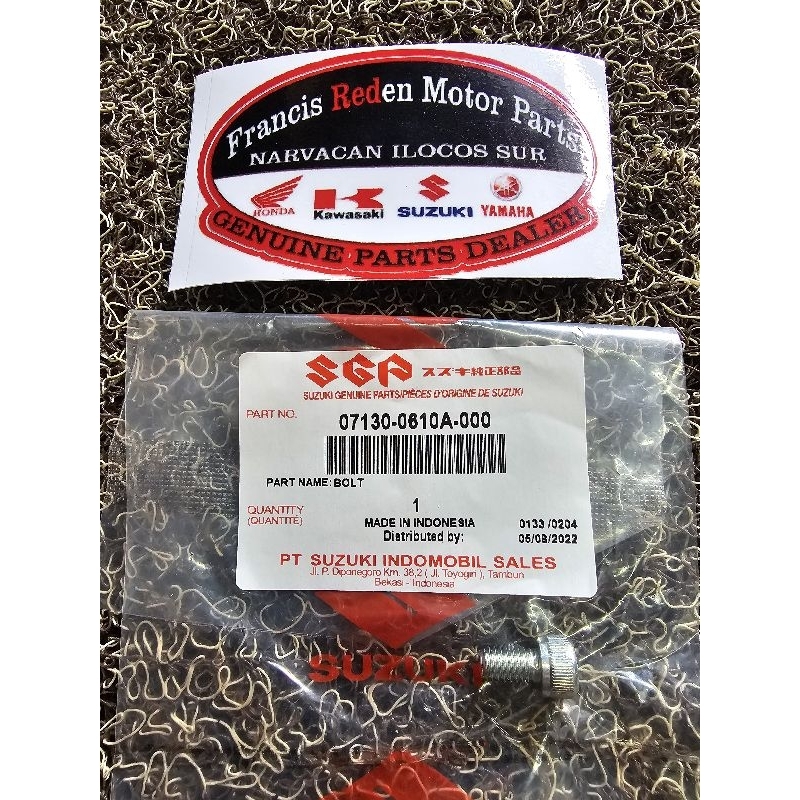 Francis Reden Motor Parts
NARVACAN ILOCOS SUR
HONDA Kawasaki SUZUKI YAMAHA
GENUINE PARTS DEALER
SGP スズキ純正部品
SUZUKI GENUINE PARTS/PIÈCES D'ORIGINE DE SUZUKI
PART NO. 07130-0610A-000
PART NAME: BOLT
QUANTITY 1
(QUANTITÉ)
MADE IN INDONESIA 0133 /0204
Distributed by: 05/08/2022
PT SUZUKI INDOMOBIL SALES
Jl. P. Diponegoro Km. 38,2 ( Jl. Toyogiri ), Tambun
Bekasi - Indonesia
SUZUKI